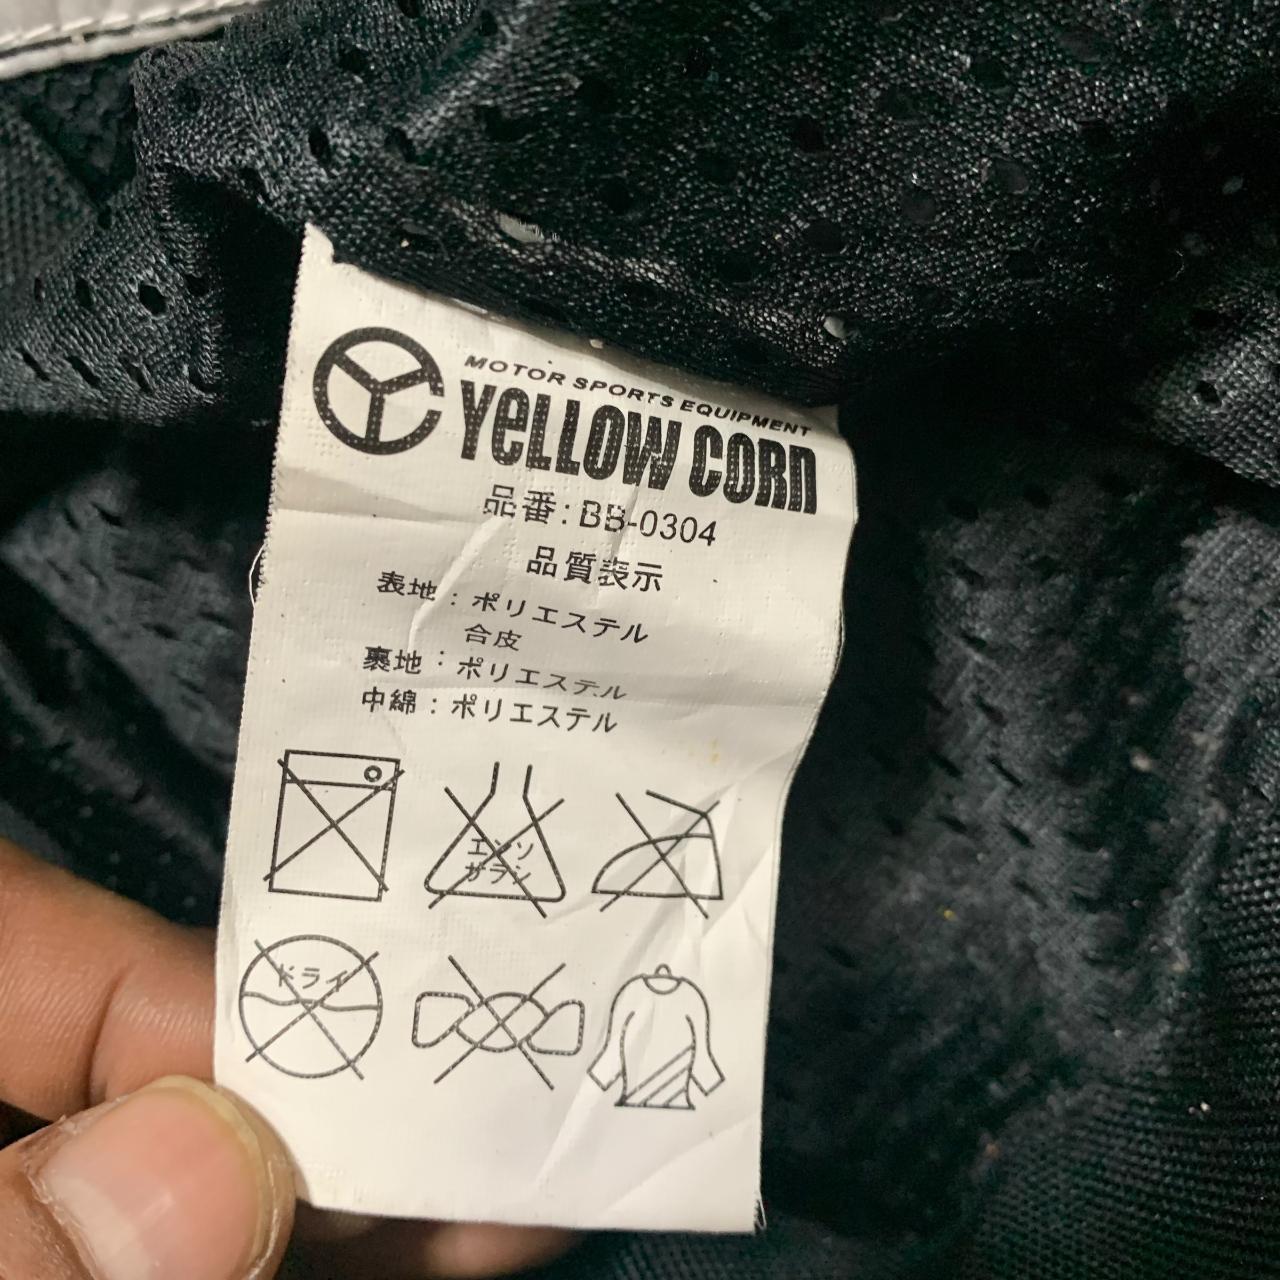 MOTOR SPORTS EQUIPMENT
YELLOW CORN
品番:BB-0304
品質表示
表地:ポリエステル
合皮
裏地:ポリエステル
中綿:ポリエステル
エンソ
サラシ
ドライ